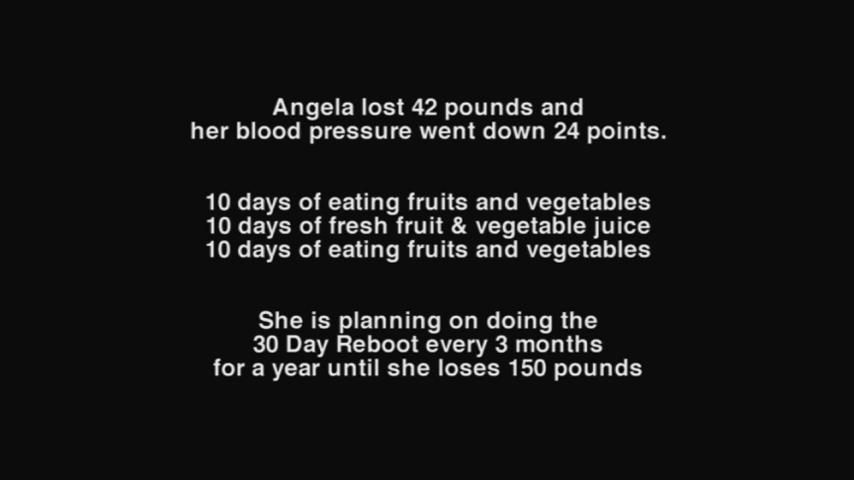 Angela lost 42 pounds and
her blood pressure went down 24 points.
10 days of eating fruits and vegetables
10 days of fresh fruit & vegetable juice
10 days of eating fruits and vegetables
She is planning on doing the
30 Day Reboot every 3 months
for a year until she loses 150 pounds